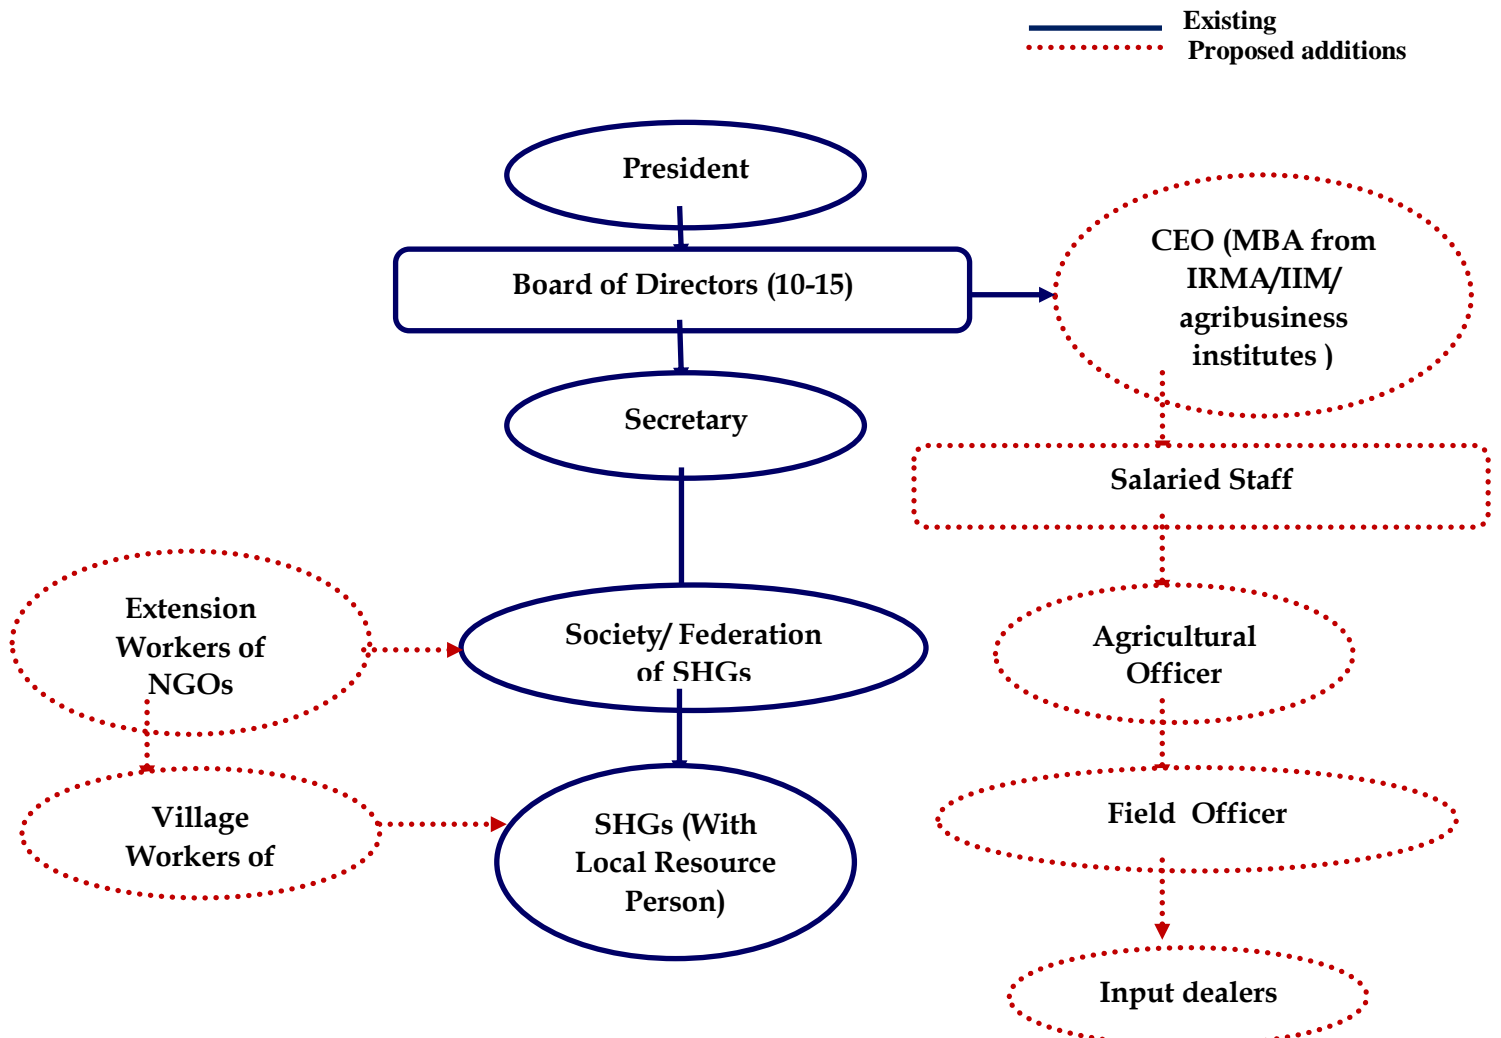 Existing
Proposed additions
President
Board of Directors (10-15)
CEO (MBA from
IRMA/IIM/
agribusiness
institutes )
Secretary
Salaried Staff
Extension
Workers of
NGOs
Society/ Federation
of SHGs
Agricultural
Officer
Village
Workers of
SHGs (With
Local Resource
Person)
Field Officer
Input dealers